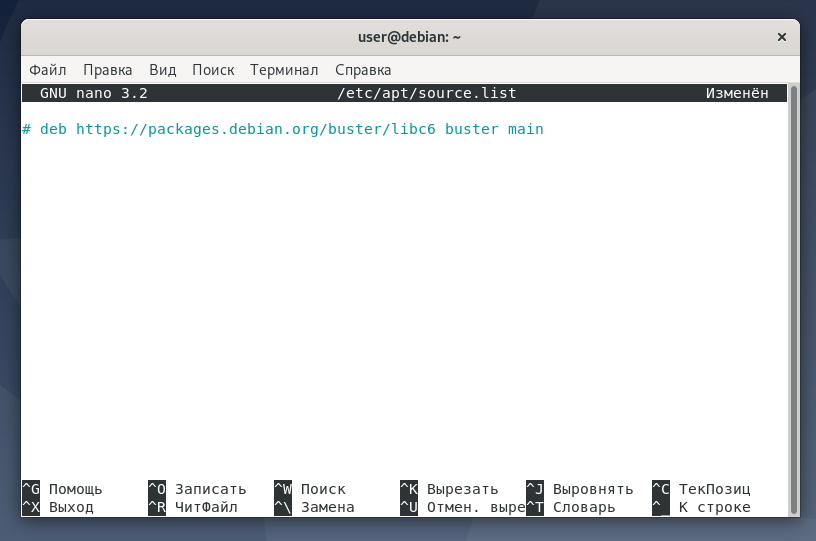 user@debian: ~ ×
Файл Правка Вид Поиск Терминал Справка
GNU nano 3.2 /etc/apt/source.list Изменён
# deb https://packages.debian.org/buster/libc6 buster main
^G Помощь ^O Записать ^W Поиск ^K Вырезать ^J Выровнять ^C ТекПозиц
^X Выход ^R ЧитФайл ^\ Замена ^U Отмен. выре^T Словарь ^_ К строке